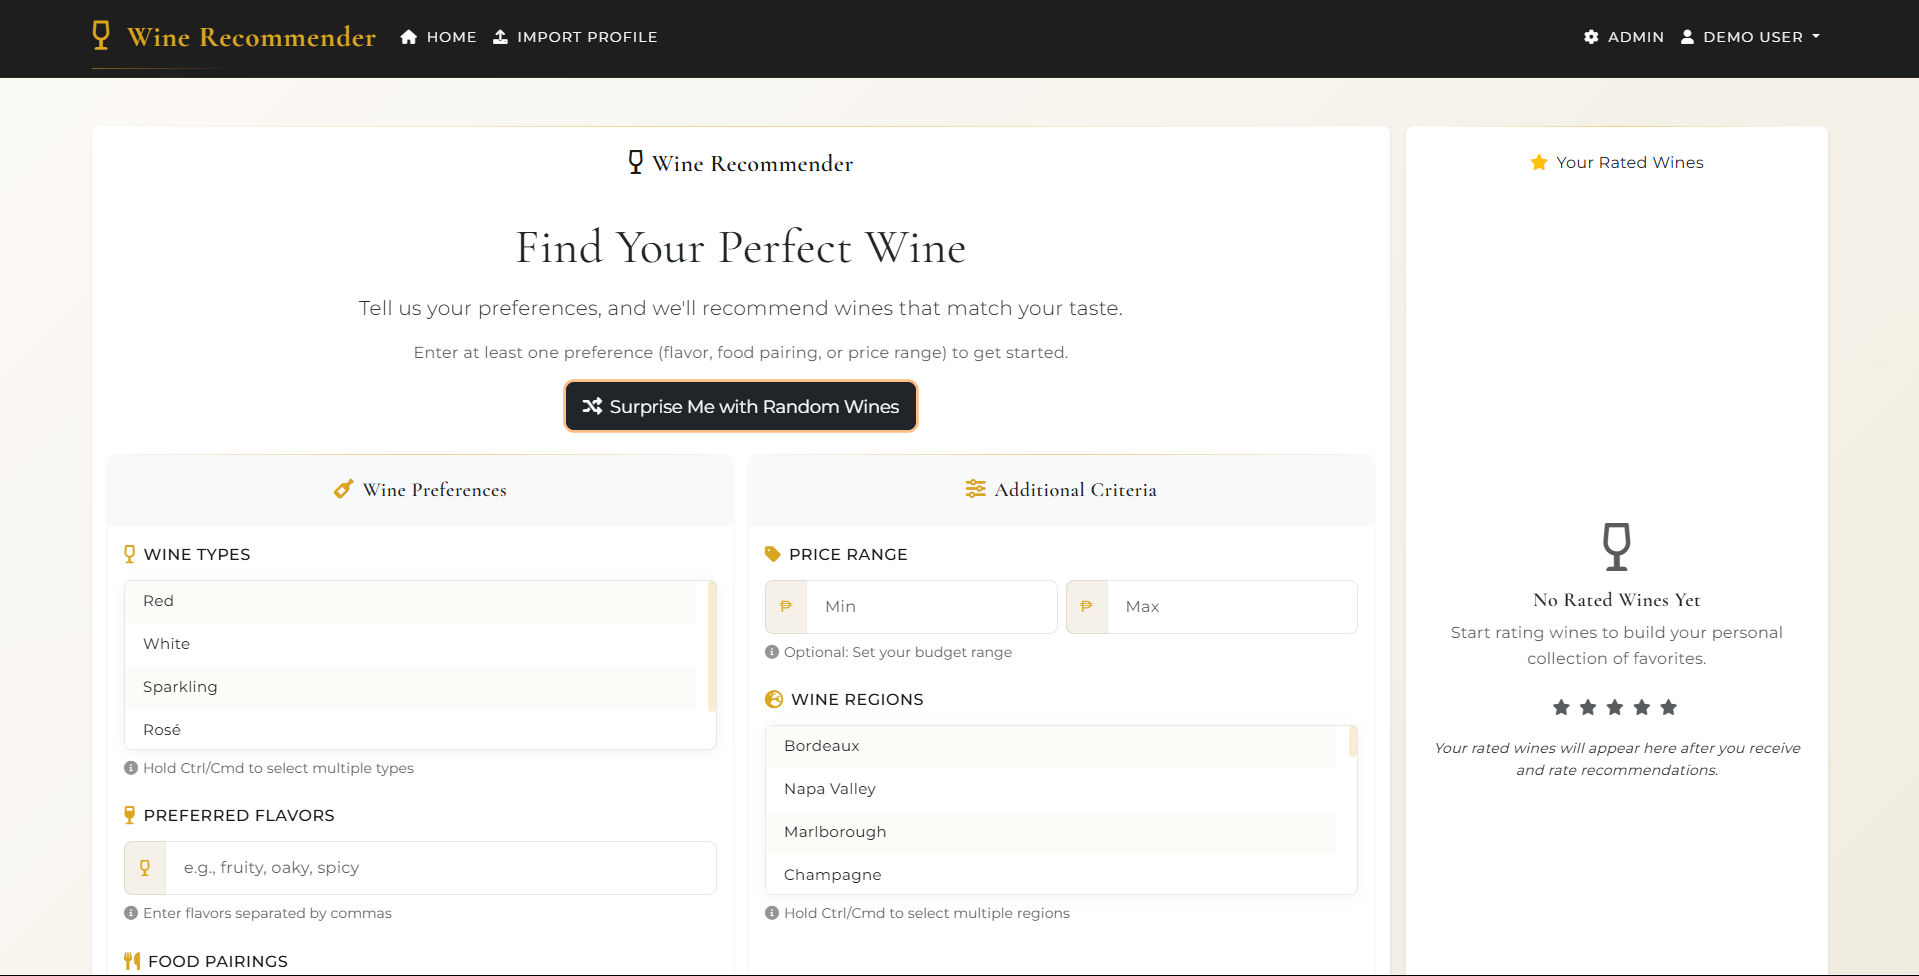 Wine Recommender
HOME
IMPORT PROFILE
ADMIN
DEMO USER
Wine Recommender
Find Your Perfect Wine
Tell us your preferences, and we'll recommend wines that match your taste.
Enter at least one preference (flavor, food pairing, or price range) to get started.
Surprise Me with Random Wines
Wine Preferences
WINE TYPES
Red
White
Sparkling
Rosé
Hold Ctrl/Cmd to select multiple types
PREFERRED FLAVORS
e.g., fruity, oaky, spicy
Enter flavors separated by commas
FOOD PAIRINGS
Additional Criteria
PRICE RANGE
₱ Min
₱ Max
Optional: Set your budget range
WINE REGIONS
Bordeaux
Napa Valley
Marlborough
Champagne
Hold Ctrl/Cmd to select multiple regions
Your Rated Wines
No Rated Wines Yet
Start rating wines to build your personal
collection of favorites.
Your rated wines will appear here after you receive
and rate recommendations.